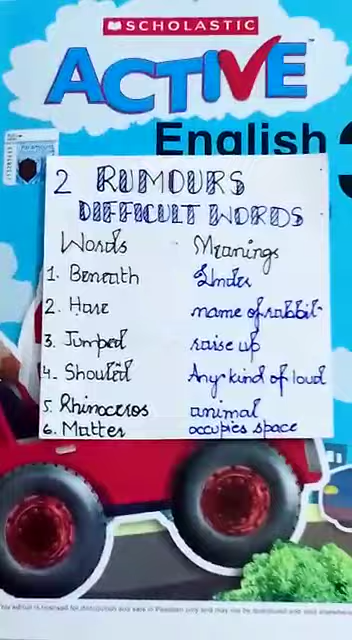 SCHOLASTIC
ACTIVE
English 3
2 RUMOURS
DIFFICULT WORDS
Words Meanings
1. Beneath Under
2. Hare name of rabbit
3. Jumped raise up
4. Shouted Any kind of loud
5. Rhinoceros animal
6. Matter occupies space